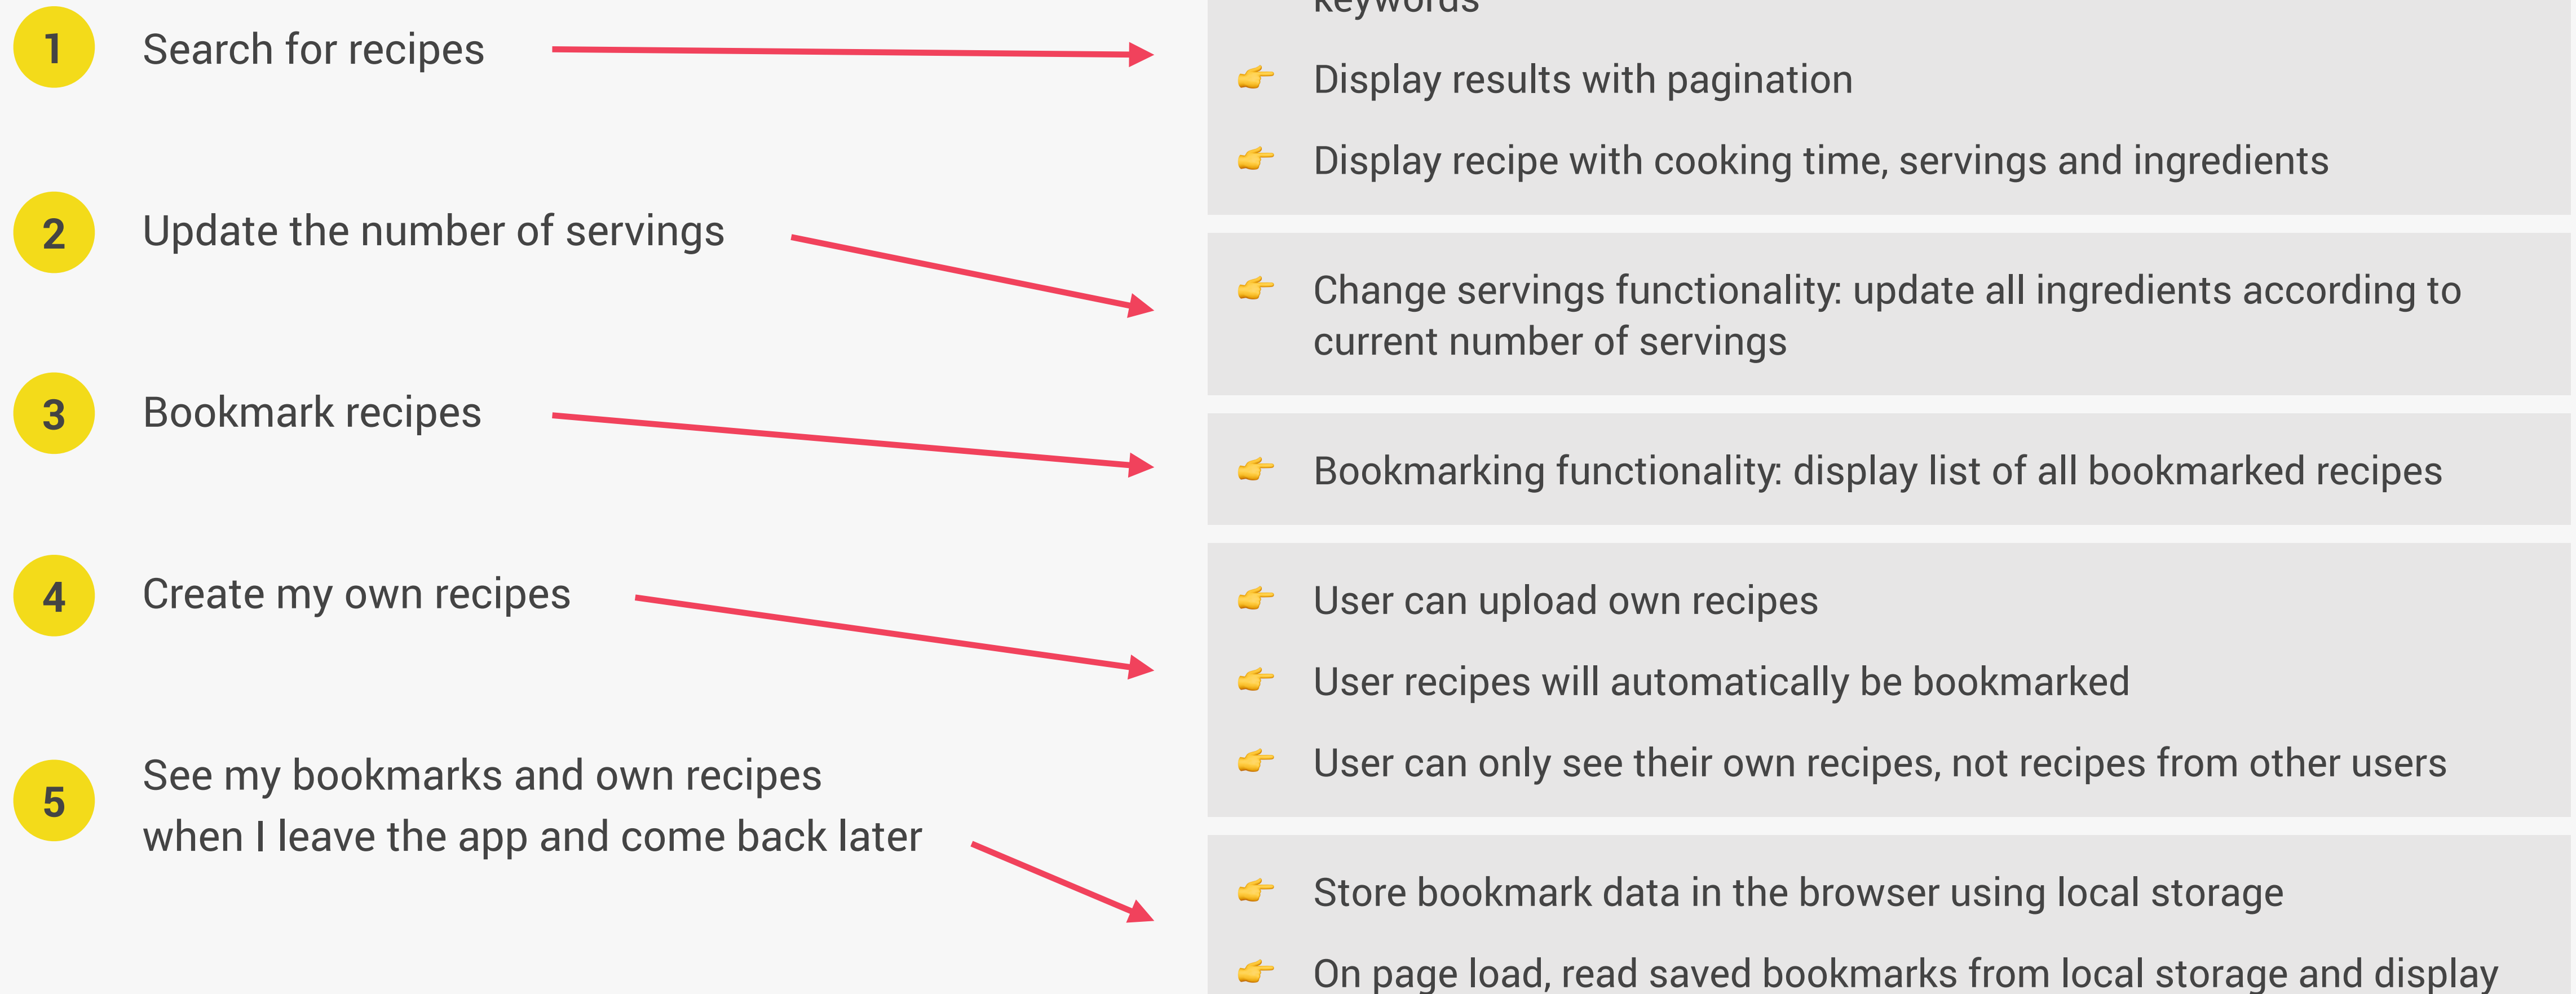 1 Search for recipes
2 Update the number of servings
3 Bookmark recipes
4 Create my own recipes
5 See my bookmarks and own recipes
when I leave the app and come back later
keywords
👉 Display results with pagination
👉 Display recipe with cooking time, servings and ingredients
👉 Change servings functionality: update all ingredients according to
current number of servings
👉 Bookmarking functionality: display list of all bookmarked recipes
👉 User can upload own recipes
👉 User recipes will automatically be bookmarked
👉 User can only see their own recipes, not recipes from other users
👉 Store bookmark data in the browser using local storage
👉 On page load, read saved bookmarks from local storage and display